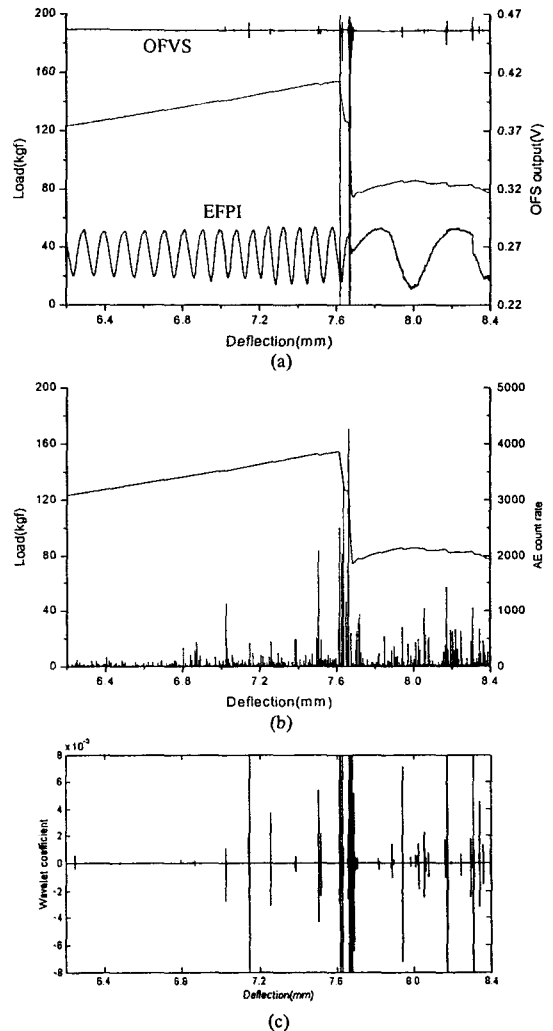 200
160
120
80
40
0
Load(kgf)
OFVS
EFPI
0.47
0.42
0.37
0.32
0.27
0.22
OFS output(V)
6.4 6.8 7.2 7.6 8.0 8.4
Deflection(mm)
(a)
200
160
120
80
40
0
Load(kgf)
5000
4000
3000
2000
1000
0
AE count rate
6.4 6.8 7.2 7.6 8.0 8.4
Deflection(mm)
(b)
x 10⁻³
8
6
4
2
0
-2
-4
-6
-8
Wavelet coefficient
6.4 6.8 7.2 7.6 8.0 8.4
Deflection(mm)
(c)